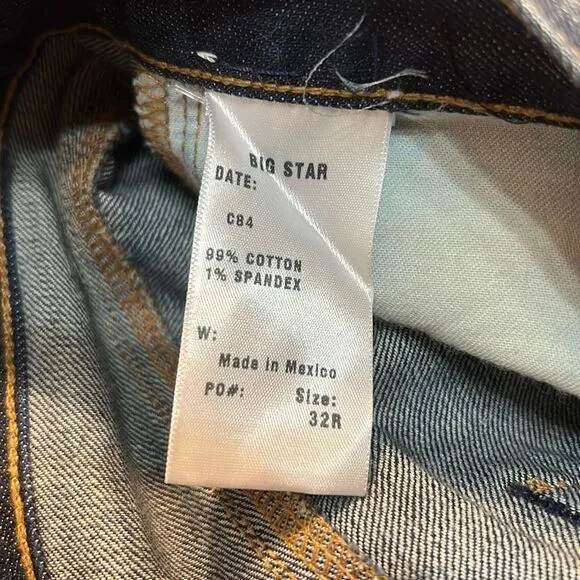 BIG STAR
DATE:
C84
99% COTTON
1% SPANDEX
W:
Made in Mexico
PO#: Size:
32R